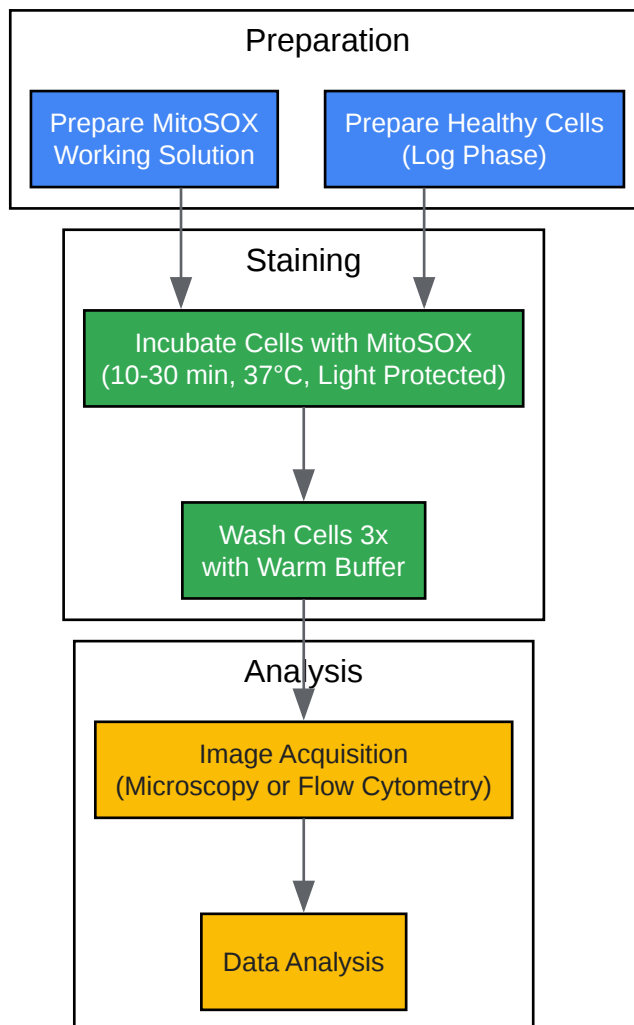 Preparation
Prepare MitoSOX
Working Solution
Prepare Healthy Cells
(Log Phase)
Staining
Incubate Cells with MitoSOX
(10-30 min, 37°C, Light Protected)
Wash Cells 3x
with Warm Buffer
Analysis
Image Acquisition
(Microscopy or Flow Cytometry)
Data Analysis